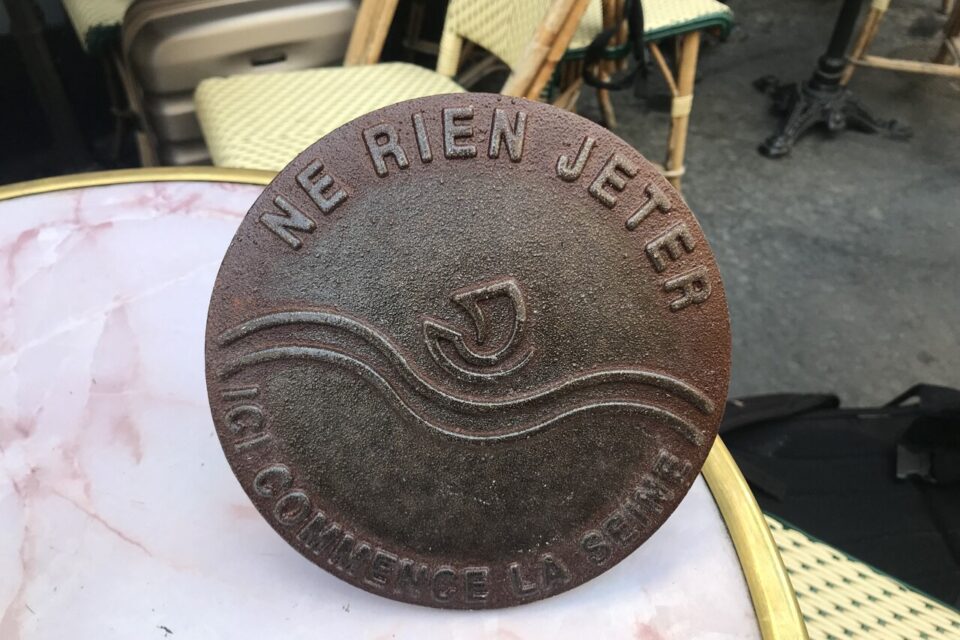 NE RIEN JETER
ICI COMMENCE LA SEINE